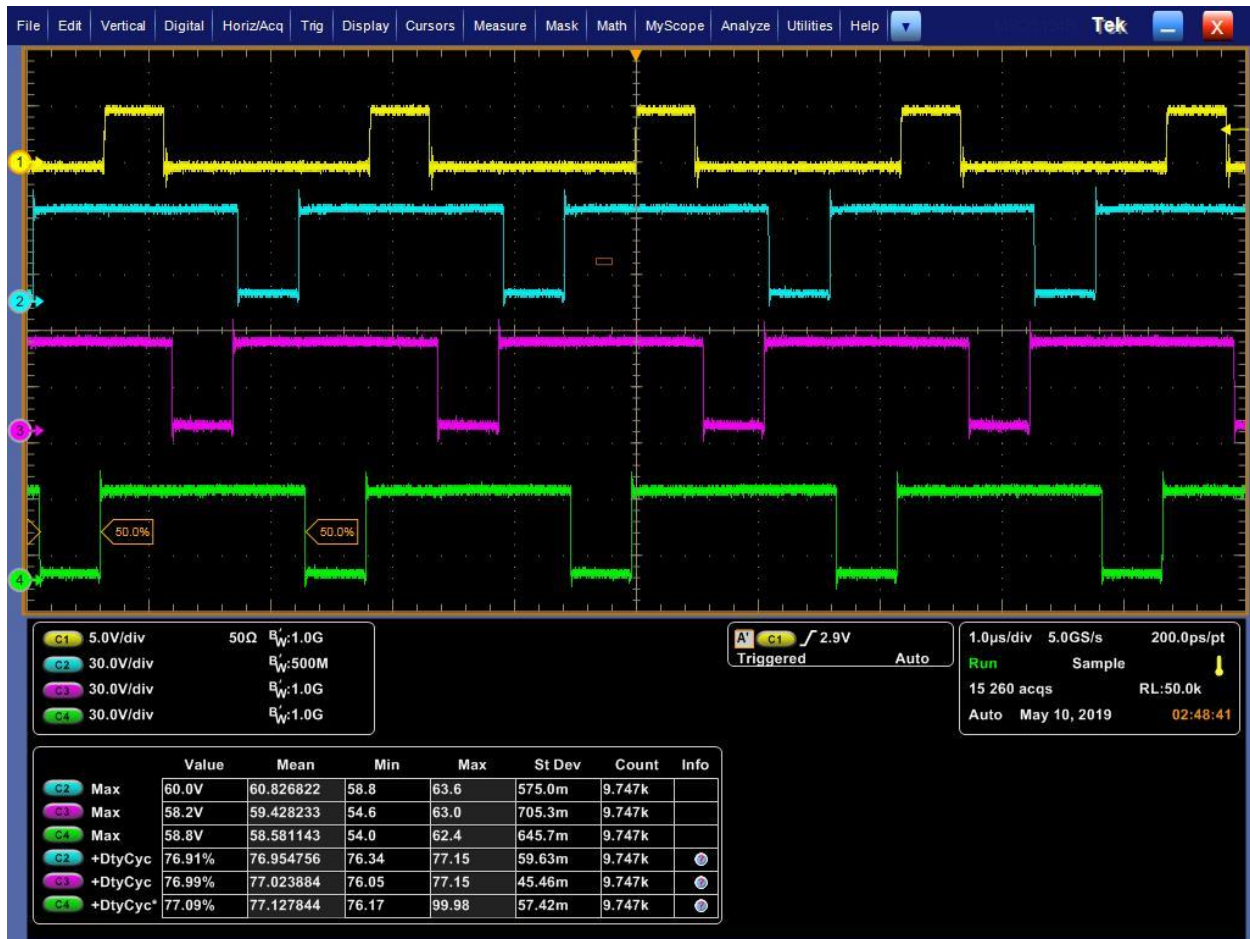 File Edit Vertical Digital Horiz/Acq Trig Display Cursors Measure Mask Math MyScope Analyze Utilities Help Tek X
1
2
3
50.0% 50.0%
4
C1 5.0V/div 50Ω BW:1.0G
C2 30.0V/div BW:500M
C3 30.0V/div BW:1.0G
C4 30.0V/div BW:1.0G
A' C1 2.9V
Triggered Auto
1.0µs/div 5.0GS/s 200.0ps/pt
Run Sample
15 260 acqs RL:50.0k
Auto May 10, 2019 02:48:41
Value Mean Min Max St Dev Count Info
C2 Max 60.0V 60.826822 58.8 63.6 575.0m 9.747k
C3 Max 58.2V 59.428233 54.6 63.0 705.3m 9.747k
C4 Max 58.8V 58.581143 54.0 62.4 645.7m 9.747k
C2 +DtyCyc 76.91% 76.954756 76.34 77.15 59.63m 9.747k
C3 +DtyCyc 76.99% 77.023884 76.05 77.15 45.46m 9.747k
C4 +DtyCyc* 77.09% 77.127844 76.17 99.98 57.42m 9.747k